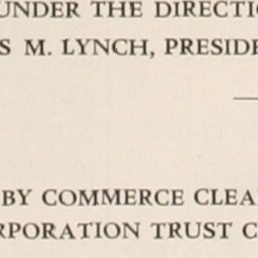 UNDER THE DIRECTIO
S M. LYNCH, PRESIDE
BY COMMERCE CLEA
RPORATION TRUST C